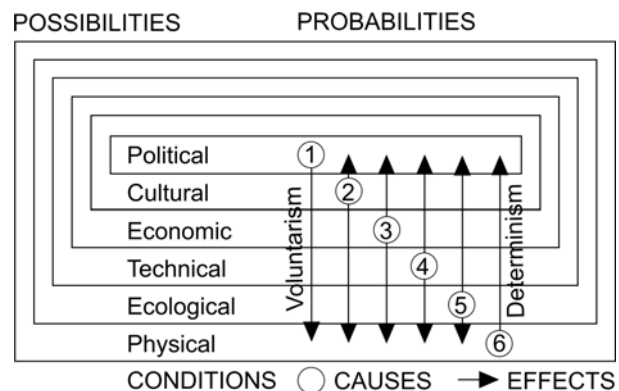 POSSIBILITIES PROBABILITIES
Political 1
Cultural 2
Economic 3
Technical 4
Ecological 5
Physical 6
Voluntarism
Determinism
CONDITIONS CAUSES EFFECTS